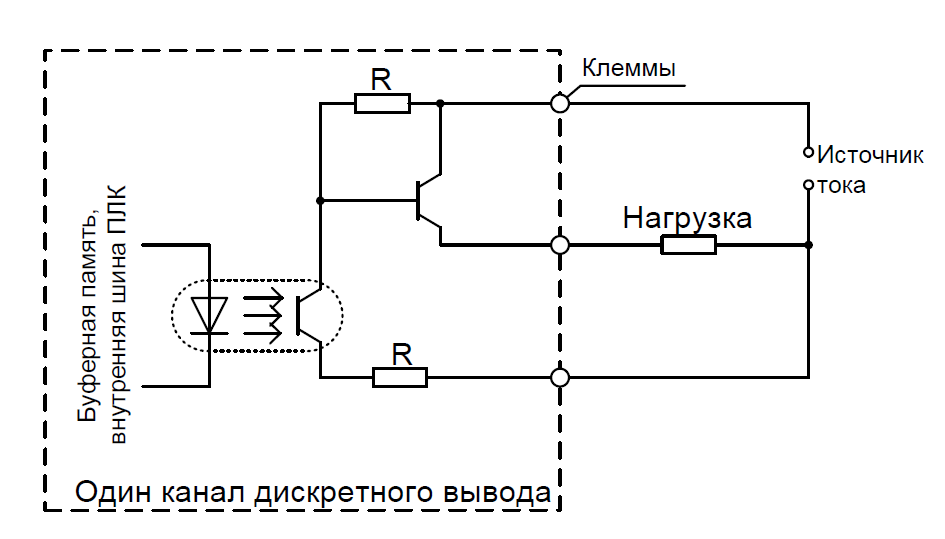 R
Клеммы
Источник
тока
Нагрузка
Буферная память,
внутренняя шина ПЛК
R
Один канал дискретного вывода